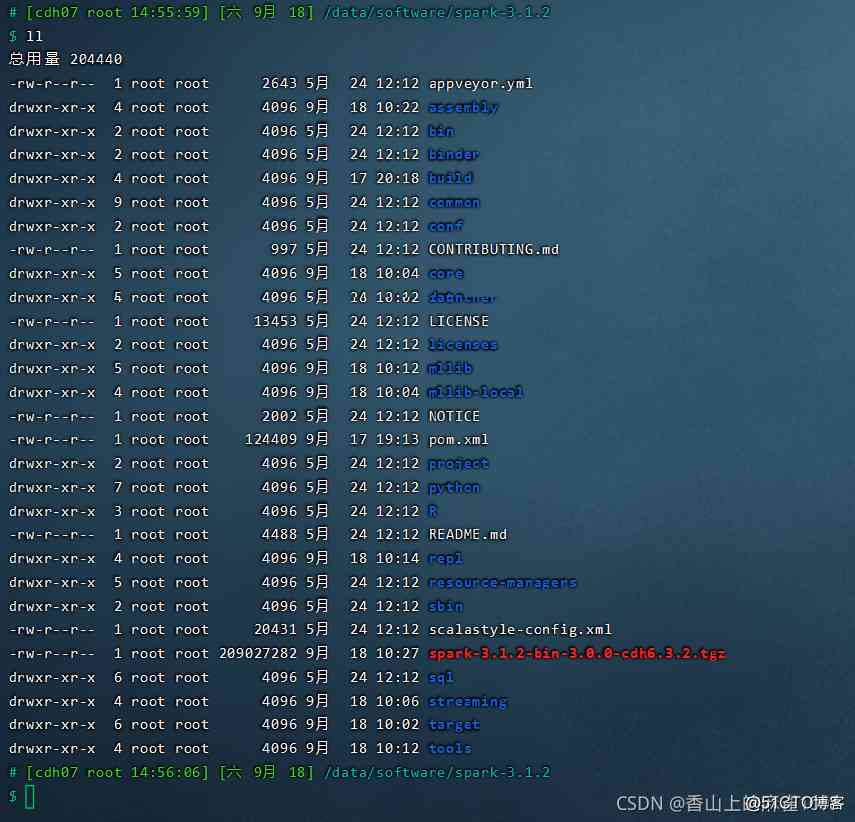 # [cdh07 root 14:55:59] [六 9月 18] /data/software/spark-3.1.2
$ ll
总用量 204440
-rw-r--r-- 1 root root 2643 5月 24 12:12 appveyor.yml
drwxr-xr-x 4 root root 4096 9月 18 10:22 assembly
drwxr-xr-x 2 root root 4096 5月 24 12:12 bin
drwxr-xr-x 2 root root 4096 5月 24 12:12 binder
drwxr-xr-x 4 root root 4096 9月 17 20:18 build
drwxr-xr-x 9 root root 4096 5月 24 12:12 common
drwxr-xr-x 2 root root 4096 5月 24 12:12 conf
-rw-r--r-- 1 root root 997 5月 24 12:12 CONTRIBUTING.md
drwxr-xr-x 5 root root 4096 9月 18 10:04 core
drwxr-xr-x root root 4096
-rw-r--r-- 1 root root 13453 5月 24 12:12 LICENSE
drwxr-xr-x 2 root root 4096 5月 24 12:12 licenses
drwxr-xr-x 5 root root 4096 9月 18 10:12 mllib
drwxr-xr-x 4 root root 4096 9月 18 10:04 mllib-local
-rw-r--r-- 1 root root 2002 5月 24 12:12 NOTICE
-rw-r--r-- 1 root root 124409 9月 17 19:13 pom.xml
drwxr-xr-x 2 root root 4096 5月 24 12:12 project
drwxr-xr-x 7 root root 4096 5月 24 12:12 python
drwxr-xr-x 3 root root 4096 5月 24 12:12 R
-rw-r--r-- 1 root root 4488 5月 24 12:12 README.md
drwxr-xr-x 4 root root 4096 9月 18 10:14 repl
drwxr-xr-x 5 root root 4096 5月 24 12:12 resource-managers
drwxr-xr-x 2 root root 4096 5月 24 12:12 sbin
-rw-r--r-- 1 root root 20431 5月 24 12:12 scalastyle-config.xml
-rw-r--r-- 1 root root 209027282 9月 18 10:27 spark-3.1.2-bin-3.0.0-cdh6.3.2.tgz
drwxr-xr-x 6 root root 4096 5月 24 12:12 sql
drwxr-xr-x 4 root root 4096 9月 18 10:06 streaming
drwxr-xr-x 6 root root 4096 9月 18 10:02 target
drwxr-xr-x 4 root root 4096 9月 18 10:12 tools
# [cdh07 root 14:56:06] [六 9月 18] /data/software/spark-3.1.2
$
CSDN @香山上的 @51CTO博客